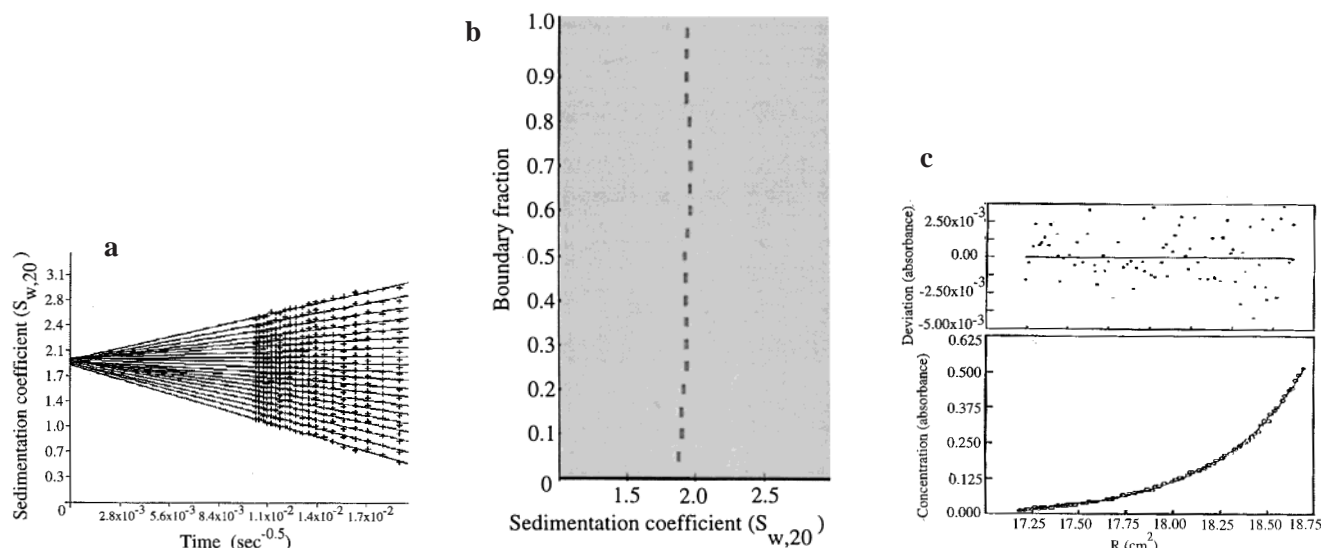 a
Sedimentation coefficient (S w,20)
3.1
2.8
2.4
2.1
1.7
1.4
1.0
0.7
0.3
0
2.8x10⁻³ 5.6x10⁻³ 8.4x10⁻³ 1.1x10⁻² 1.4x10⁻² 1.7x10⁻²
Time (sec⁻⁰·⁵)
b
Boundary fraction
1.0
0.9
0.8
0.7
0.6
0.5
0.4
0.3
0.2
0.1
0
1.5 2.0 2.5
Sedimentation coefficient (S w,20)
c
Deviation (absorbance)
2.50x10⁻³
0.00
-2.50x10⁻³
-5.00x10⁻³
Concentration (absorbance)
0.625
0.500
0.375
0.250
0.125
0.000
17.25 17.50 17.75 18.00 18.25 18.50 18.75
R (cm²)